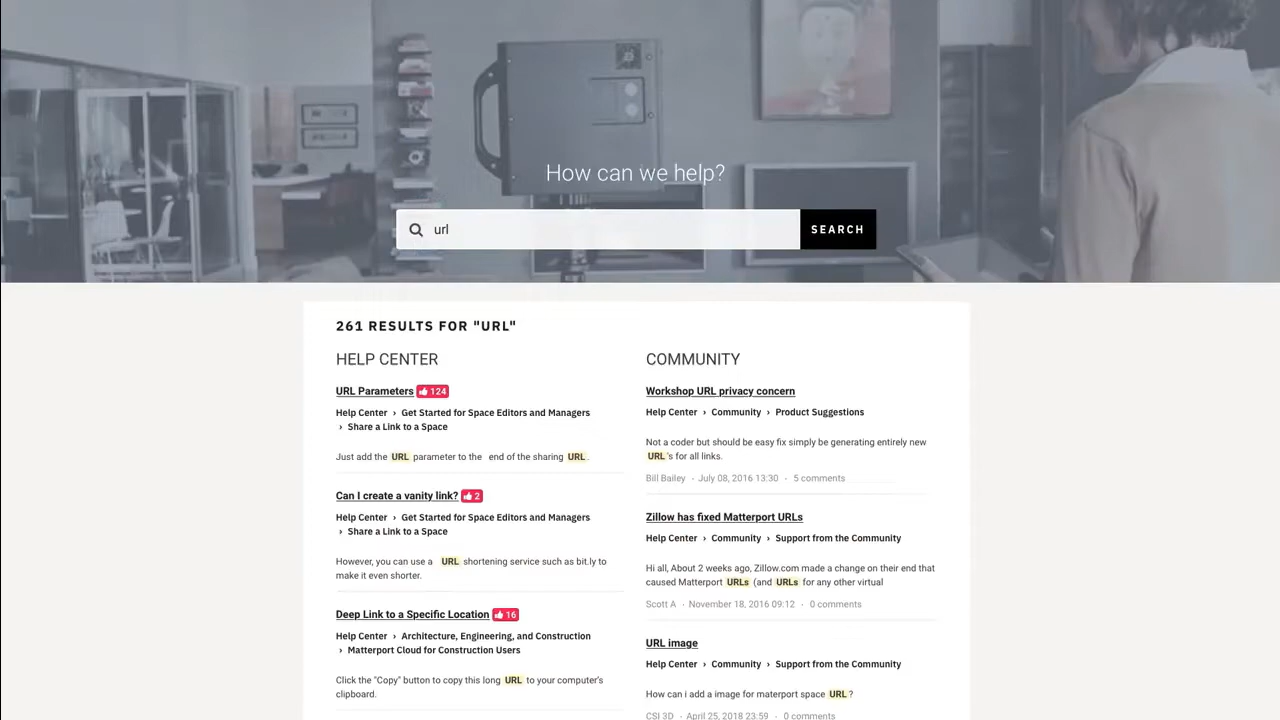 How can we help?
url
SEARCH
261 RESULTS FOR "URL"
HELP CENTER
URL Parameters 124
Help Center › Get Started for Space Editors and Managers
› Share a Link to a Space
Just add the URL parameter to the end of the sharing URL.
Can I create a vanity link? 2
Help Center › Get Started for Space Editors and Managers
› Share a Link to a Space
However, you can use a URL shortening service such as bit.ly to
make it even shorter.
Deep Link to a Specific Location 16
Help Center › Architecture, Engineering, and Construction
› Matterport Cloud for Construction Users
Click the "Copy" button to copy this long URL to your computer's
clipboard.
COMMUNITY
Workshop URL privacy concern
Help Center › Community › Product Suggestions
Not a coder but should be easy fix simply be generating entirely new
URL's for all links.
Bill Bailey · July 08, 2016 13:30 · 5 comments
Zillow has fixed Matterport URLs
Help Center › Community › Support from the Community
Hi all, About 2 weeks ago, Zillow.com made a change on their end that
caused Matterport URLs (and URLs for any other virtual
Scott A · November 18, 2016 09:12 · 0 comments
URL image
Help Center › Community › Support from the Community
How can i add a image for materport space URL?
CSI 3D · April 25, 2018 23:59 · 0 comments